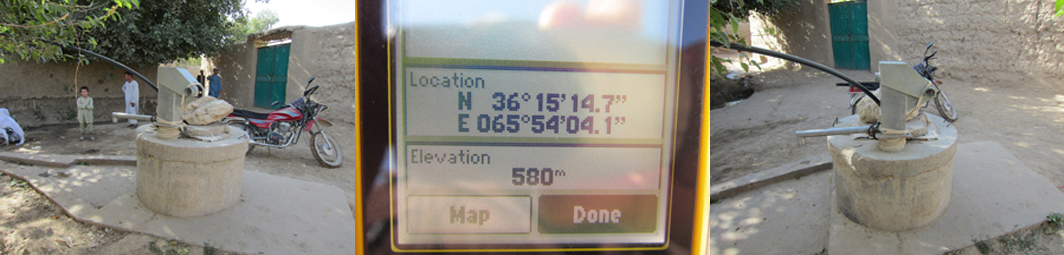 Location
N 36°15'14.7"
E 065°54'04.1"
Elevation
580m
Map
Done